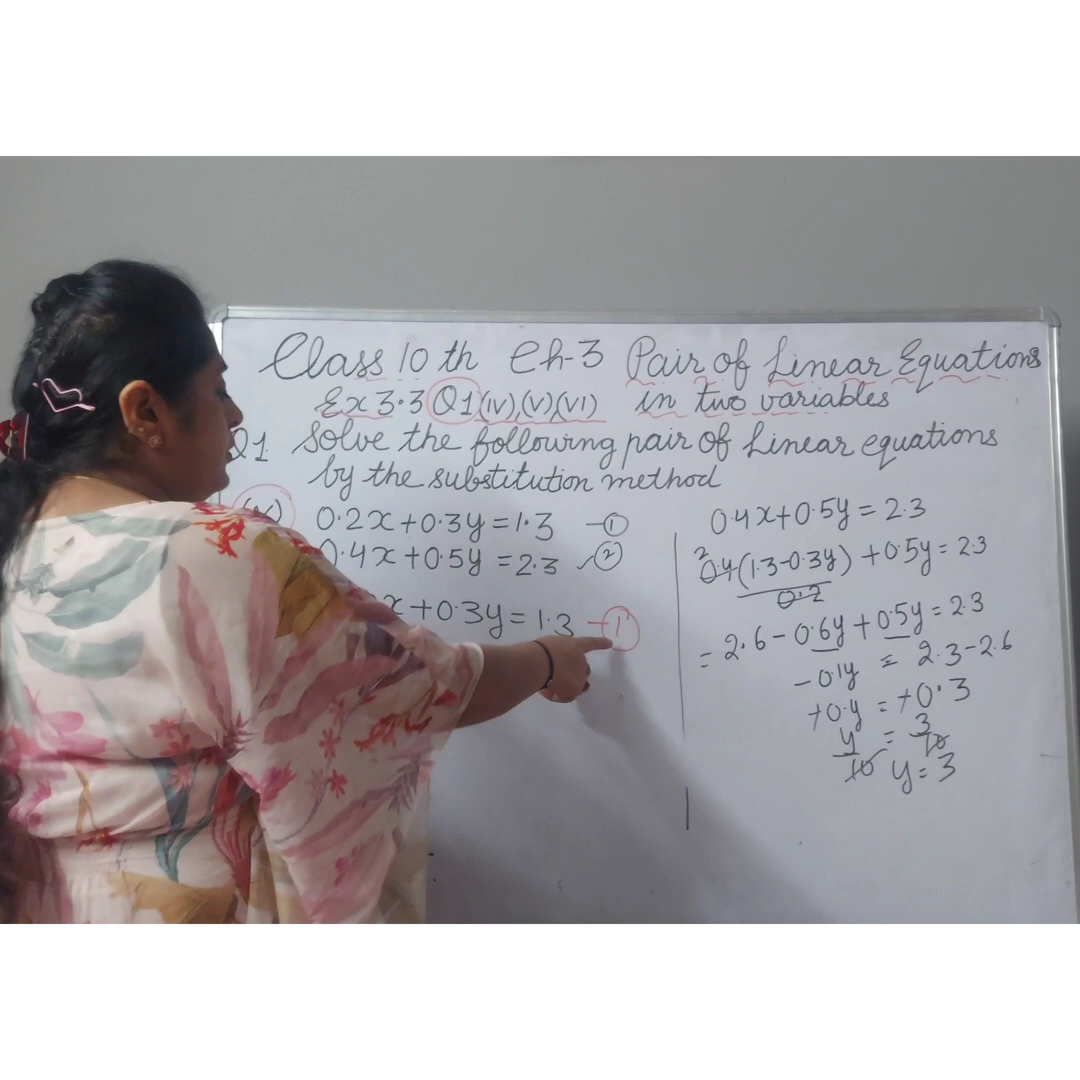 Class 10 th Ch-3 Pair of Linear Equations
Ex 3.3 Q1 (IV),(V)(VI) in two variables
Q1. Solve the following pair of Linear equations
by the substitution method
0.2x+0.3y=1.3 -①
0.4x+0.5y=2.3 ②
x+0.3y=1.3 -①
0.4x+0.5y=2.3
2
0.4(1.3-0.3y)+0.5y=2.3
0.2
=2.6-0.6y+0.5y=2.3
-0.1y = 2.3-2.6
+0.y = +0.3
y = 3
10 10
y=3